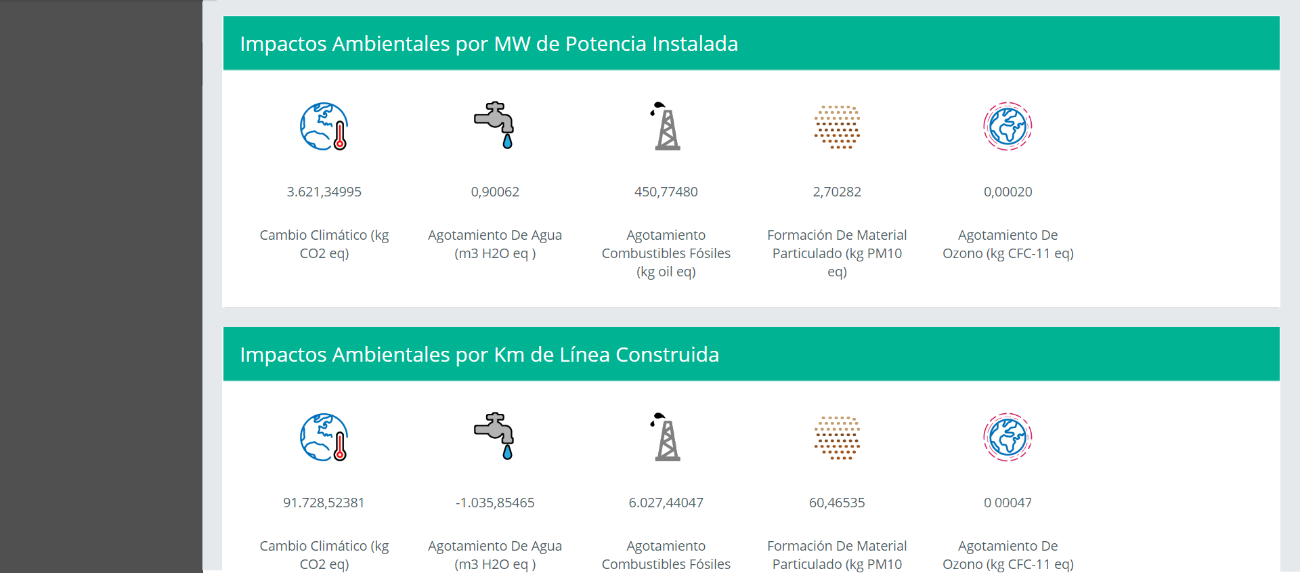 Impactos Ambientales por MW de Potencia Instalada
3.621,34995
0,90062
450,77480
2,70282
0,00020
Cambio Climático (kg
CO2 eq)
Agotamiento De Agua
(m3 H2O eq )
Agotamiento
Combustibles Fósiles
(kg oil eq)
Formación De Material
Particulado (kg PM10
eq)
Agotamiento De
Ozono (kg CFC-11 eq)
Impactos Ambientales por Km de Línea Construida
91.728,52381
-1.035,85465
6.027,44047
60,46535
0 00047
Cambio Climático (kg
CO2 eq)
Agotamiento De Agua
(m3 H2O eq )
Agotamiento
Combustibles Fósiles
Formación De Material
Particulado (kg PM10
Agotamiento De
Ozono (kg CFC-11 eq)